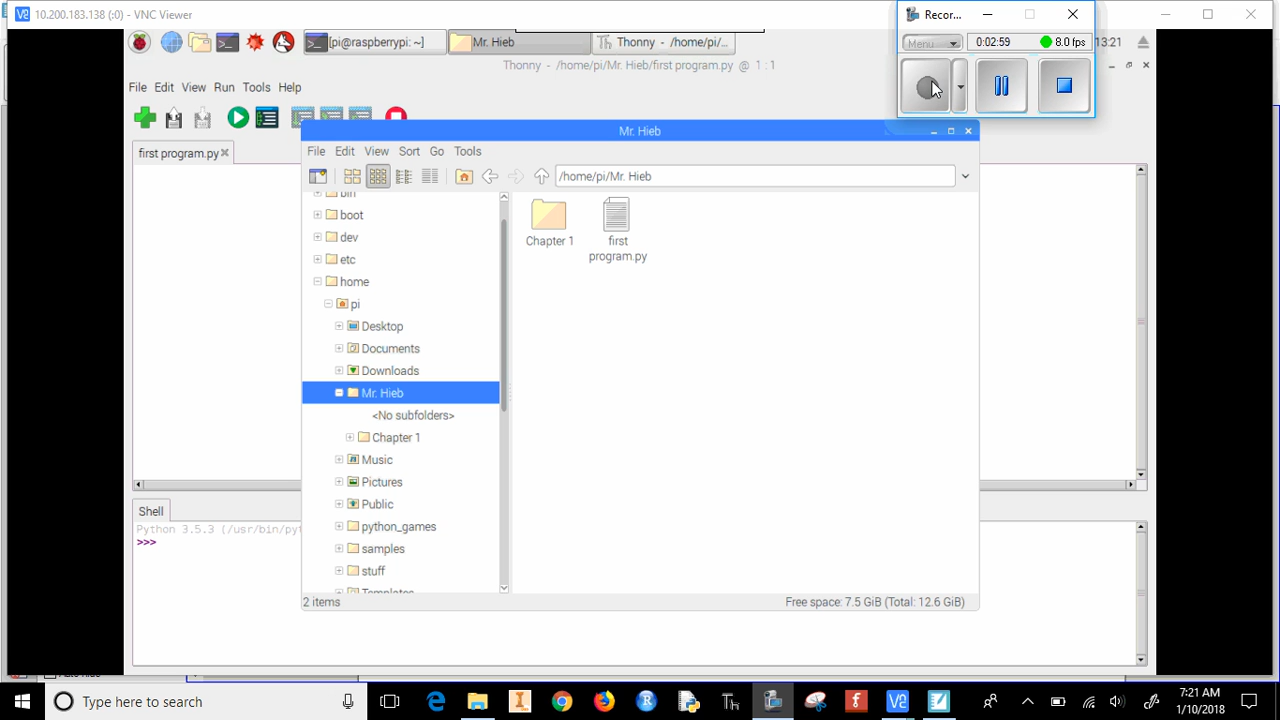 10.200.183.138 (:0) - VNC Viewer
Recor...
Menu
0:02:59
8.0 fps
[pi@raspberrypi: ~]
Mr. Hieb
Thonny - /home/pi/...
13:21
Thonny - /home/pi/Mr. Hieb/first program.py @ 1 : 1
File Edit View Run Tools Help
first program.py
Mr. Hieb
File Edit View Sort Go Tools
/home/pi/Mr. Hieb
bin
boot
dev
etc
home
pi
Desktop
Documents
Downloads
Mr. Hieb
<No subfolders>
Chapter 1
Music
Pictures
Public
python_games
samples
stuff
Templates
Chapter 1
first
program.py
2 items
Free space: 7.5 GiB (Total: 12.6 GiB)
Shell
Python 3.5.3 (/usr/bin/pyt
>>>
Type here to search
7:21 AM
1/10/2018